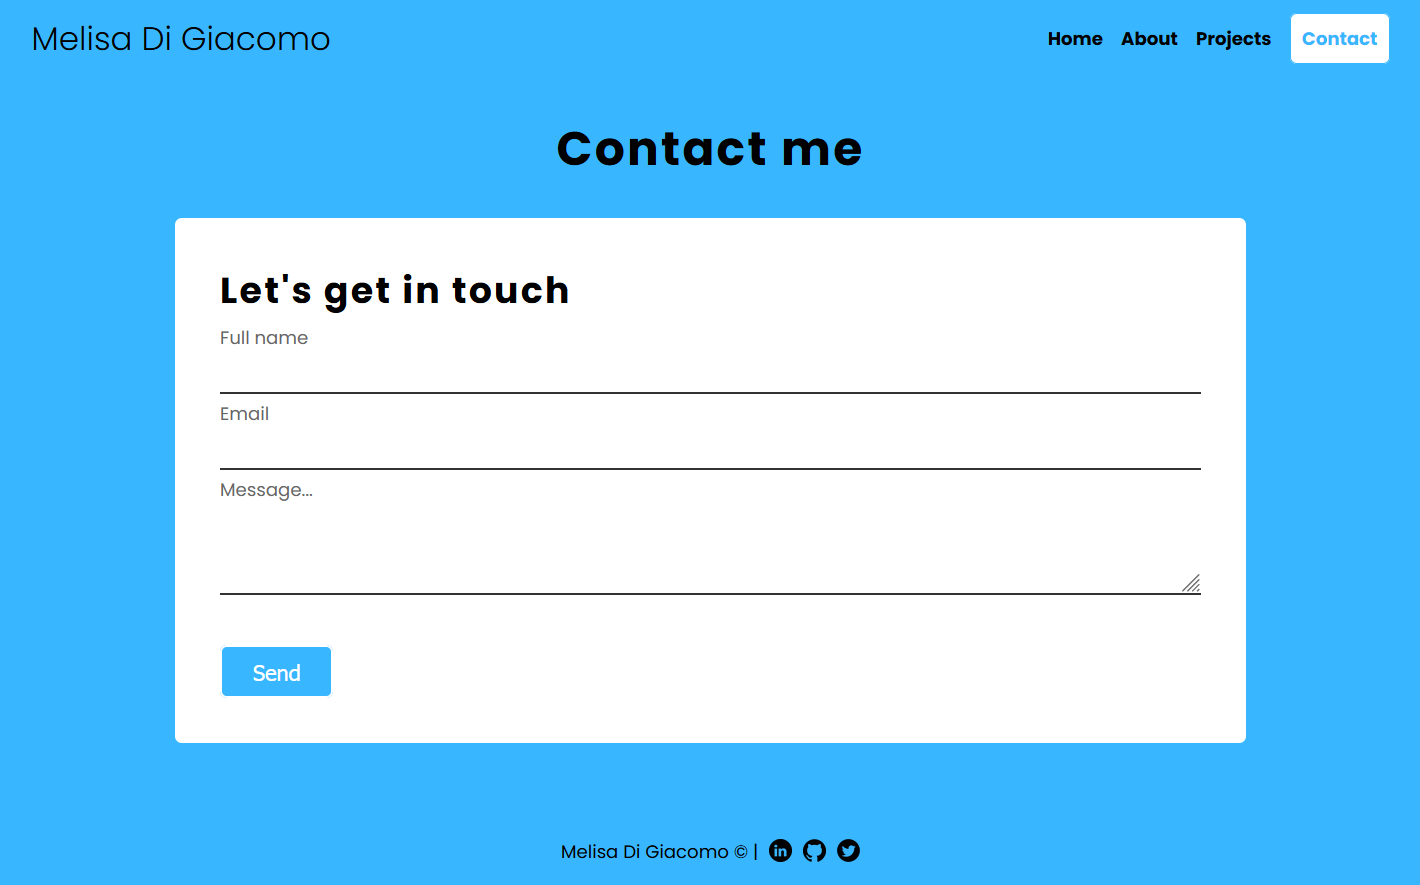 Melisa Di Giacomo
Home About Projects Contact
Contact me
Let's get in touch
Full name
Email
Message...
Send
Melisa Di Giacomo © | in